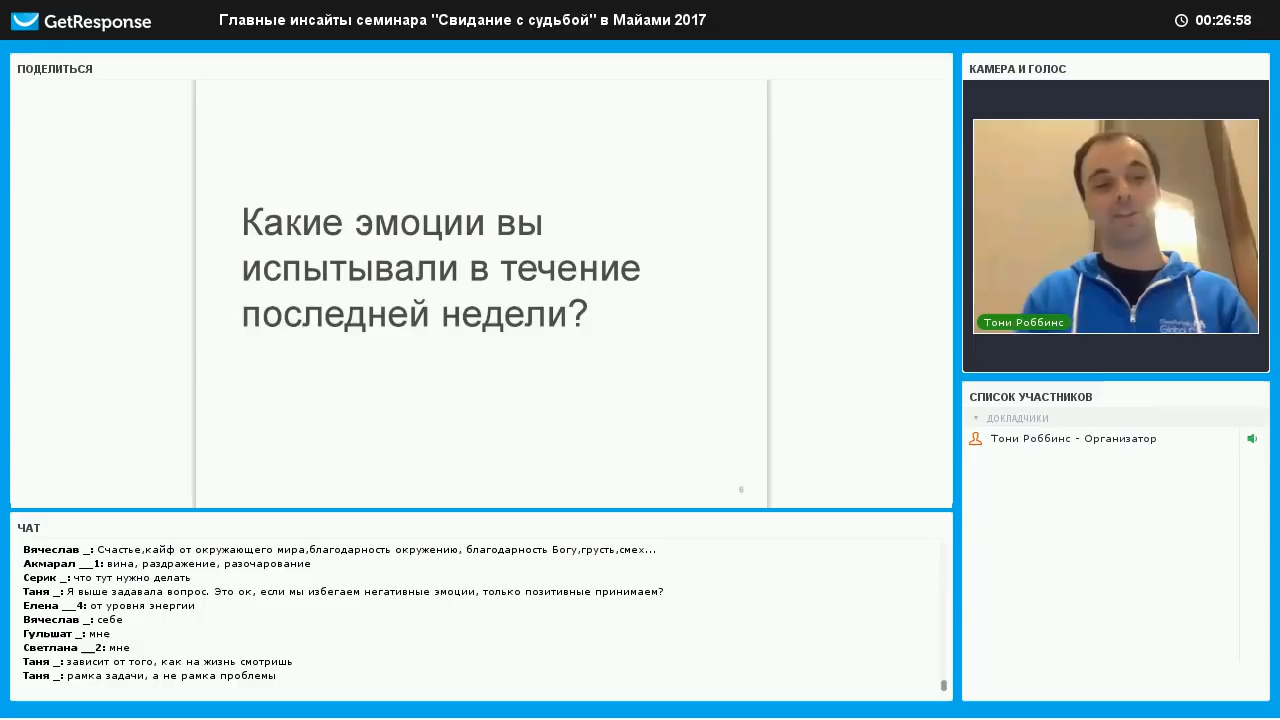 GetResponse
Главные инсайты семинара "Свидание с судьбой" в Майами 2017
00:26:58
ПОДЕЛИТЬСЯ
Какие эмоции вы
испытывали в течение
последней недели?
6
ЧАТ
Вячеслав _: Счастье,кайф от окружающего мира,благодарность окружению, благодарность Богу,грусть,смех...
Акмарал __1: вина, раздражение, разочарование
Серик _: что тут нужно делать
Таня _: Я выше задавала вопрос. Это ок, если мы избегаем негативные эмоции, только позитивные принимаем?
Елена __4: от уровня энергии
Вячеслав _: себе
Гульшат _: мне
Светлана __2: мне
Таня _: зависит от того, как на жизнь смотришь
Таня _: рамка задачи, а не рамка проблемы
КАМЕРА И ГОЛОС
Тони Роббинс
СПИСОК УЧАСТНИКОВ
ДОКЛАДЧИКИ
Тони Роббинс - Организатор